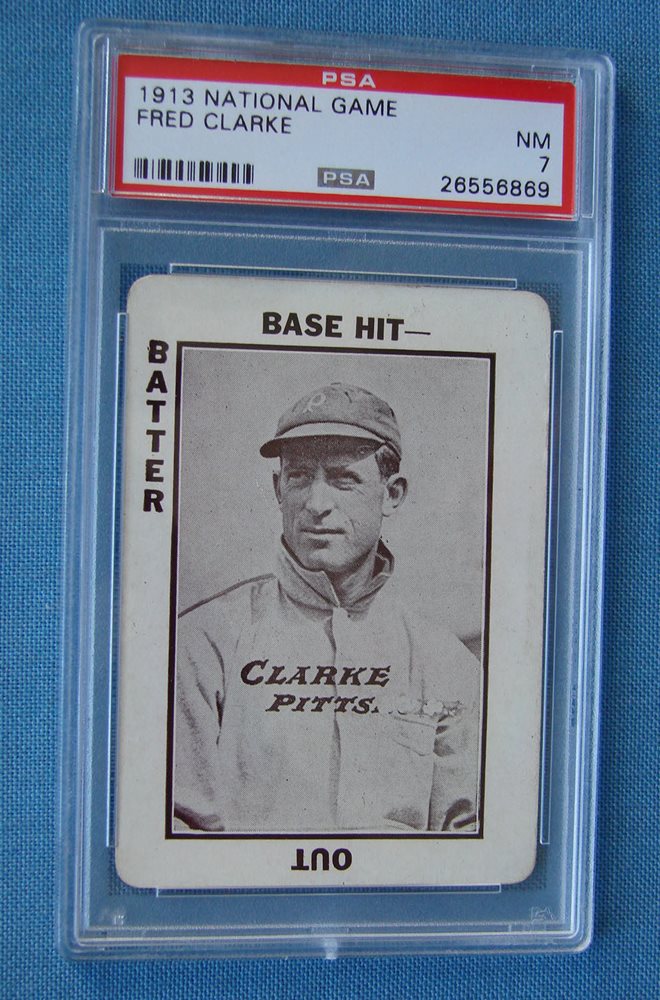 PSA
1913 NATIONAL GAME
FRED CLARKE
NM
7
PSA
26556869
BASE HIT—
BATTER
CLARKE
PITTS.
OUT